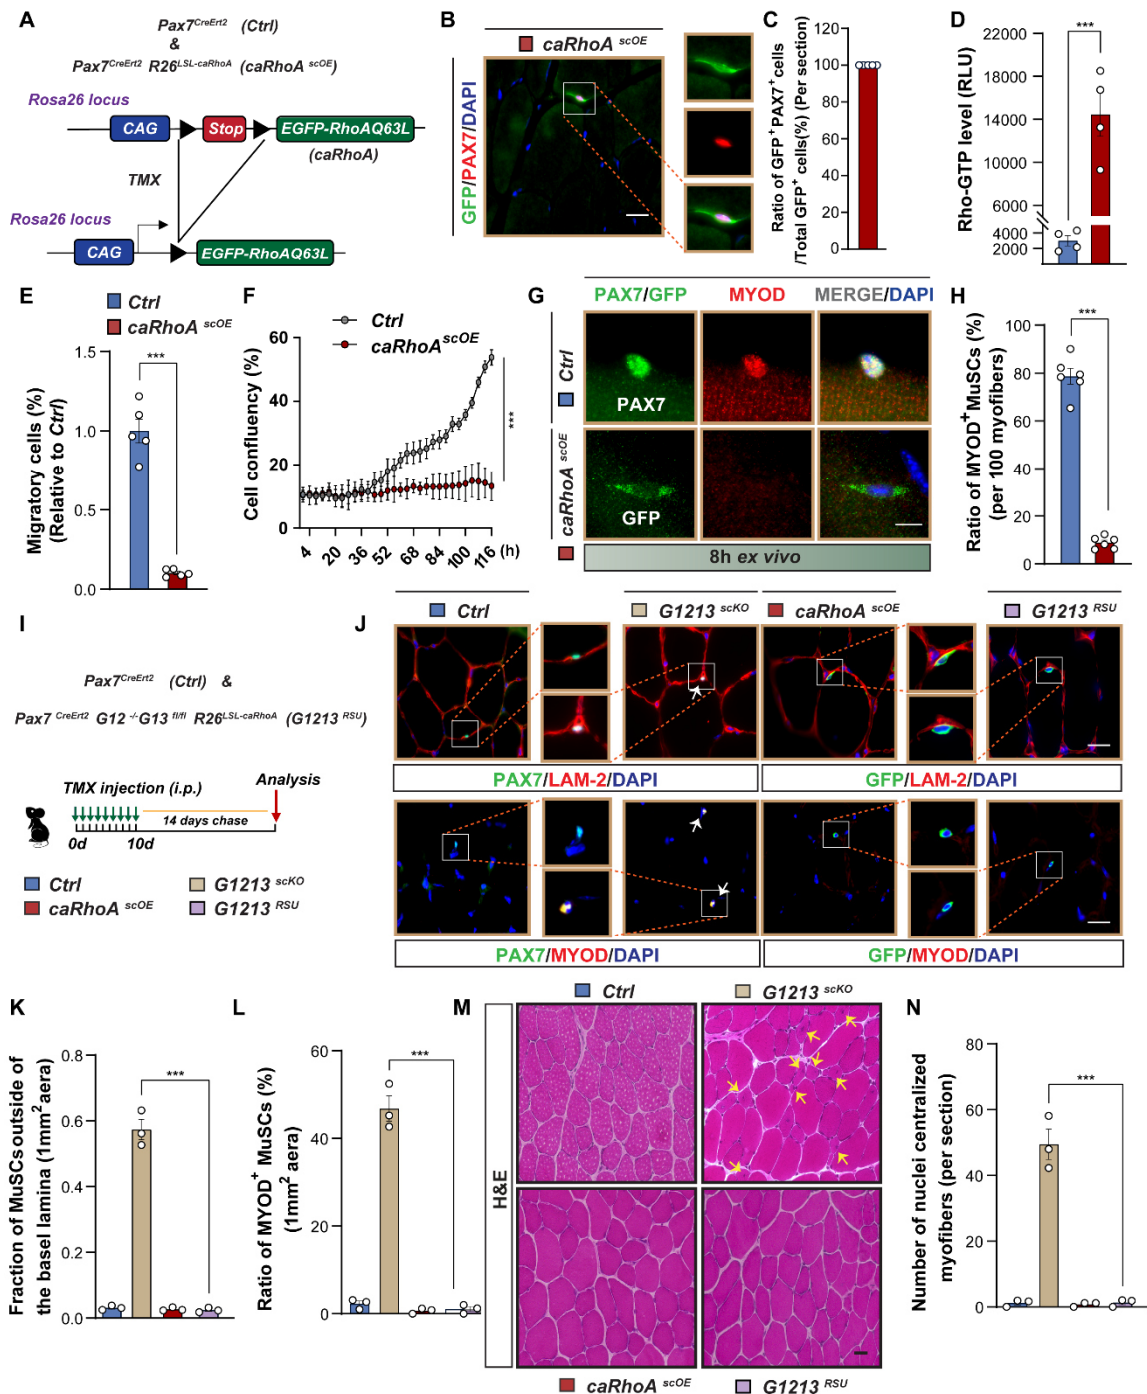 A
Pax7CreErt2 (Ctrl)
&
Pax7CreErt2 R26LSL-caRhoA (caRhoA scOE)
Rosa26 locus
CAG Stop EGFP-RhoAQ63L
(caRhoA)
TMX
Rosa26 locus
CAG EGFP-RhoAQ63L
B
caRhoA scOE
GFP/PAX7/DAPI
C
Ratio of GFP+PAX7+cells
/Total GFP+ cells(%) (Per section)
120
100
80
60
40
20
0
D
***
Rho-GTP level (RLU)
22000
18000
14000
10000
6000
4000
2000
0
E
Ctrl
caRhoA scOE
***
Migratory cells (%)
(Relative to Ctrl)
1.5
1.0
0.5
0.0
F
Ctrl
caRhoAscOE
***
Cell confluency (%)
60
40
20
0
4 20 36 52 68 84 100 116 (h)
G
PAX7/GFP MYOD MERGE/DAPI
Ctrl
PAX7
caRhoA scOE
GFP
8h ex vivo
H
***
Ratio of MYOD+ MuSCs (%)
(per 100 myofibers)
100
80
60
40
20
0
I
Pax7CreErt2 (Ctrl) &
Pax7 CreErt2 G12 -/-G13 fl/fl R26LSL-caRhoA (G1213 RSU)
TMX injection (i.p.)
Analysis
14 days chase
0d 10d
Ctrl G1213 scKO
caRhoA scOE G1213 RSU
J
Ctrl G1213 scKO caRhoA scOE G1213 RSU
PAX7/LAM-2/DAPI GFP/LAM-2/DAPI
PAX7/MYOD/DAPI GFP/MYOD/DAPI
K
***
Fraction of MuSCs outside of
the basel lamina (1mm2 aera)
0.8
0.6
0.4
0.2
0.0
L
***
Ratio of MYOD+ MuSCs (%)
(1mm2 aera)
60
40
20
0
M
Ctrl G1213 scKO
H&E
caRhoA scOE G1213 RSU
N
***
Number of nuclei centralized
myofibers (per section)
80
60
40
20
0